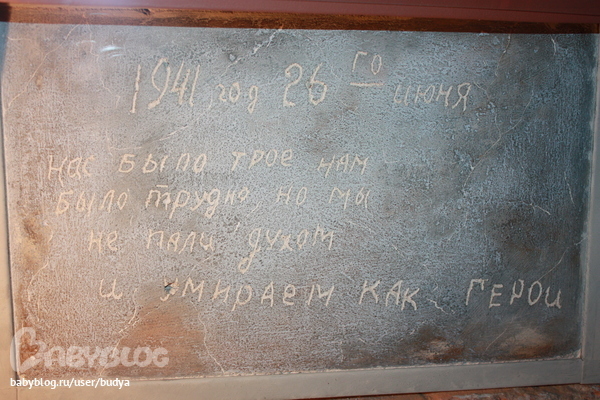 1941 год 26 го июня
нас было трое нам
было трудно, но мы
не пали духом
и умираем как герои
BABYBLOG
babyblog.ru/user/budya